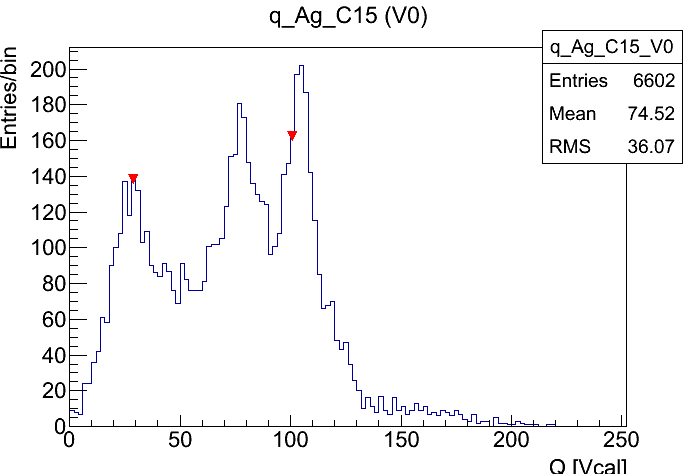 q_Ag_C15 (V0)
q_Ag_C15_V0
Entries 6602
Mean 74.52
RMS 36.07
Entries/bin
200
180
160
140
120
100
80
60
40
20
0
0 50 100 150 200 250
Q [Vcal]